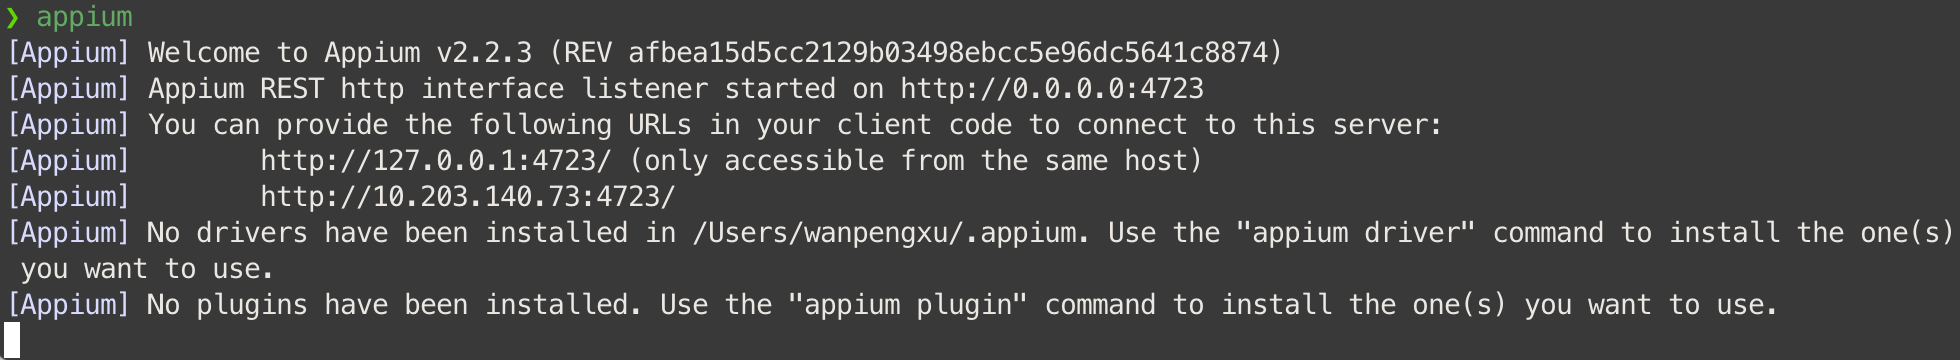 ❯ appium
[Appium] Welcome to Appium v2.2.3 (REV afbea15d5cc2129b03498ebcc5e96dc5641c8874)
[Appium] Appium REST http interface listener started on http://0.0.0.0:4723
[Appium] You can provide the following URLs in your client code to connect to this server:
[Appium]        http://127.0.0.1:4723/ (only accessible from the same host)
[Appium]        http://10.203.140.73:4723/
[Appium] No drivers have been installed in /Users/wanpengxu/.appium. Use the "appium driver" command to install the one(s)
you want to use.
[Appium] No plugins have been installed. Use the "appium plugin" command to install the one(s) you want to use.